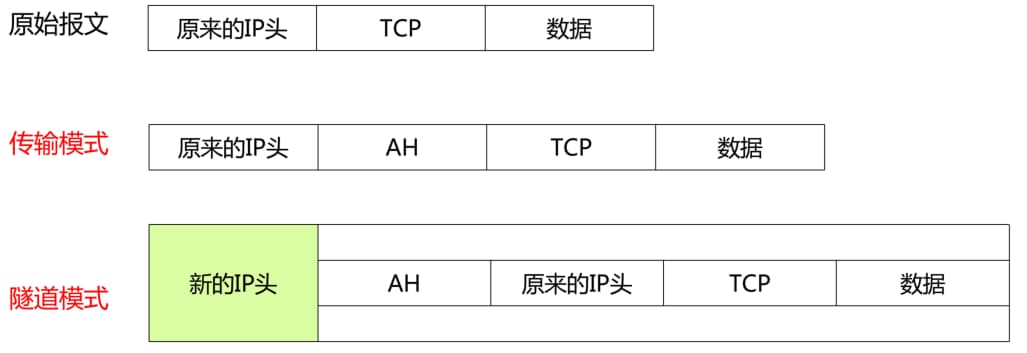 原始报文 原来的IP头 TCP 数据
传输模式 原来的IP头 AH TCP 数据
隧道模式 新的IP头 AH 原来的IP头 TCP 数据